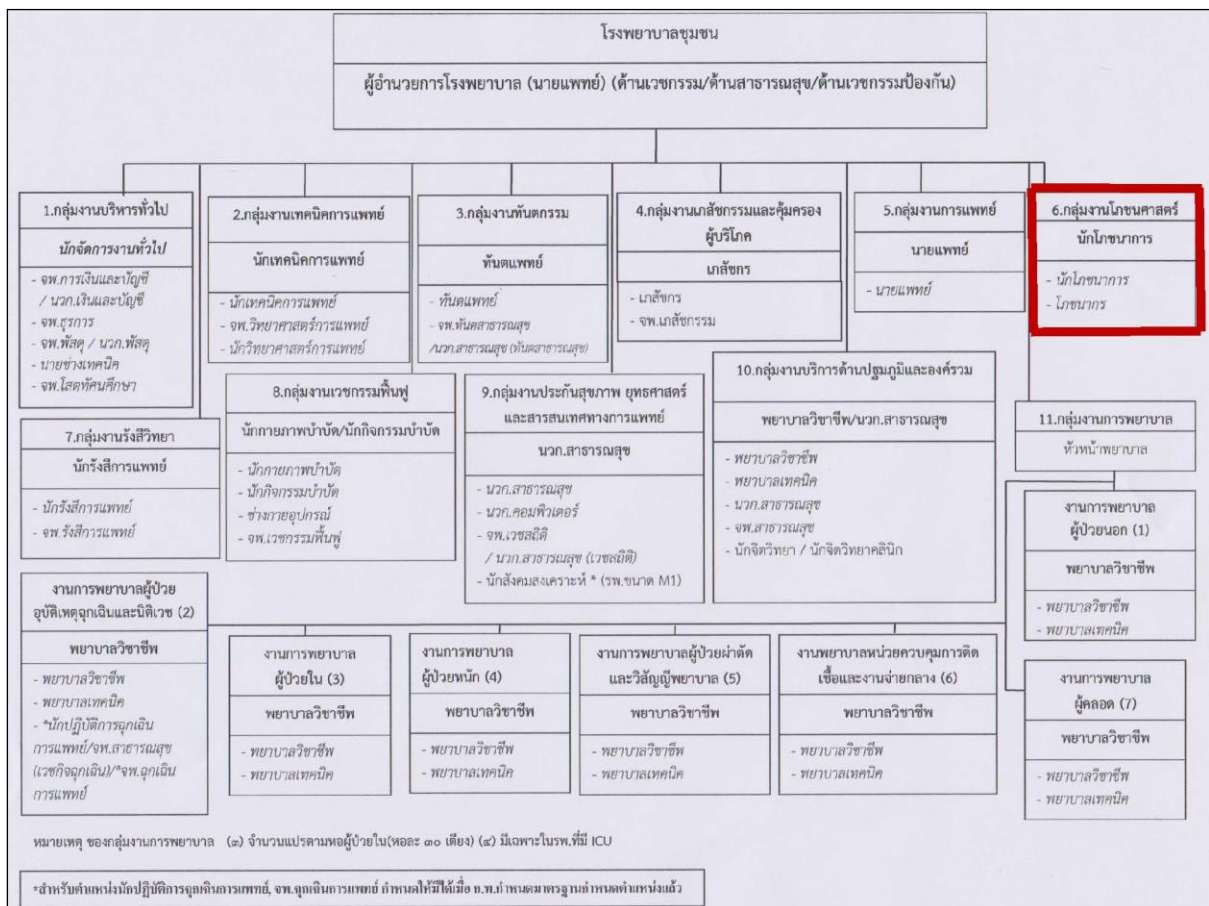 โรงพยาบาลชุมชน
ผู้อำนวยการโรงพยาบาล (นายแพทย์) (ด้านเวชกรรม/ด้านสาธารณสุข/ด้านเวชกรรมป้องกัน)
1.กลุ่มงานบริหารทั่วไป
นักจัดการงานทั่วไป
- จพ.การเงินและบัญชี
/ นวก.เงินและบัญชี
- จพ.ธุรการ
- จพ.พัสดุ / นวก.พัสดุ
- นายช่างเทคนิค
- จพ.โสตทัศนศึกษา
2.กลุ่มงานเทคนิคการแพทย์
นักเทคนิคการแพทย์
- นักเทคนิคการแพทย์
- จพ.วิทยาศาสตร์การแพทย์
- นักวิทยาศาสตร์การแพทย์
3.กลุ่มงานทันตกรรม
ทันตแพทย์
- ทันตแพทย์
- จพ.ทันตสาธารณสุข
/นวก.สาธารณสุข (ทันตสาธารณสุข)
4.กลุ่มงานเภสัชกรรมและคุ้มครอง
ผู้บริโภค
เภสัชกร
- เภสัชกร
- จพ.เภสัชกรรม
5.กลุ่มงานการแพทย์
นายแพทย์
- นายแพทย์
6.กลุ่มงานโภชนศาสตร์
นักโภชนาการ
- นักโภชนาการ
- โภชนากร
7.กลุ่มงานรังสีวิทยา
นักรังสีการแพทย์
- นักรังสีการแพทย์
- จพ.รังสีการแพทย์
8.กลุ่มงานเวชกรรมฟื้นฟู
นักกายภาพบำบัด/นักกิจกรรมบำบัด
- นักกายภาพบำบัด
- นักกิจกรรมบำบัด
- ช่างกายอุปกรณ์
- จพ.เวชกรรมฟื้นฟู
9.กลุ่มงานประกันสุขภาพ ยุทธศาสตร์
และสารสนเทศทางการแพทย์
นวก.สาธารณสุข
- นวก.สาธารณสุข
- นวก.คอมพิวเตอร์
- จพ.เวชสถิติ
/ นวก.สาธารณสุข (เวชสถิติ)
- นักสังคมสงเคราะห์ * (รพ.ขนาด M1)
10.กลุ่มงานบริการด้านปฐมภูมิและองค์รวม
พยาบาลวิชาชีพ/นวก.สาธารณสุข
- พยาบาลวิชาชีพ
- พยาบาลเทคนิค
- นวก.สาธารณสุข
- จพ.สาธารณสุข
- นักจิตวิทยา / นักจิตวิทยาคลินิก
11.กลุ่มงานการพยาบาล
หัวหน้าพยาบาล
งานการพยาบาล
ผู้ป่วยนอก (1)
พยาบาลวิชาชีพ
- พยาบาลวิชาชีพ
- พยาบาลเทคนิค
งานการพยาบาลผู้ป่วย
อุบัติเหตุฉุกเฉินและนิติเวช (2)
พยาบาลวิชาชีพ
- พยาบาลวิชาชีพ
- พยาบาลเทคนิค
- *นักปฏิบัติการฉุกเฉิน
การแพทย์/จพ.สาธารณสุข
(เวชกิจฉุกเฉิน)/*จพ.ฉุกเฉิน
การแพทย์
งานการพยาบาล
ผู้ป่วยใน (3)
พยาบาลวิชาชีพ
- พยาบาลวิชาชีพ
- พยาบาลเทคนิค
งานการพยาบาล
ผู้ป่วยหนัก (4)
พยาบาลวิชาชีพ
- พยาบาลวิชาชีพ
- พยาบาลเทคนิค
งานการพยาบาลผู้ป่วยผ่าตัด
และวิสัญญีพยาบาล (5)
พยาบาลวิชาชีพ
- พยาบาลวิชาชีพ
- พยาบาลเทคนิค
งานพยาบาลหน่วยควบคุมการติด
เชื้อและงานจ่ายกลาง (6)
พยาบาลวิชาชีพ
- พยาบาลวิชาชีพ
- พยาบาลเทคนิค
งานการพยาบาล
ผู้คลอด (7)
พยาบาลวิชาชีพ
- พยาบาลวิชาชีพ
- พยาบาลเทคนิค
หมายเหตุ ของกลุ่มงานการพยาบาล (๓) จำนวนแปรตามหอผู้ป่วยใน(หอละ ๓๐ เตียง) (๔) มีเฉพาะในรพ.ที่มี ICU
*สำหรับตำแหน่งนักปฏิบัติการฉุกเฉินการแพทย์, จพ.ฉุกเฉินการแพทย์ กำหนดให้มีได้เมื่อ ก.พ.กำหนดมาตรฐานกำหนดตำแหน่งแล้ว